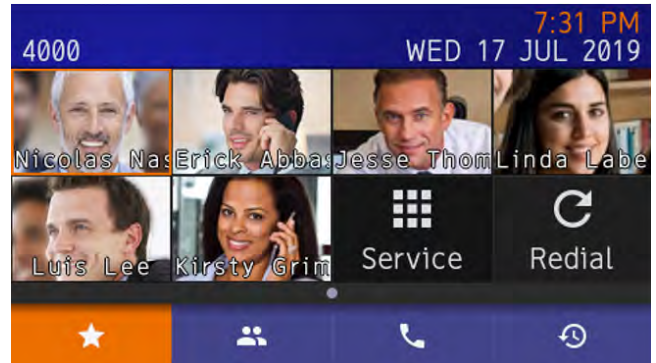 7:31 PM
4000 WED 17 JUL 2019
Nicolas Nas Erick Abbas Jesse Thom Linda Labe
Luis Lee Kirsty Grim Service Redial